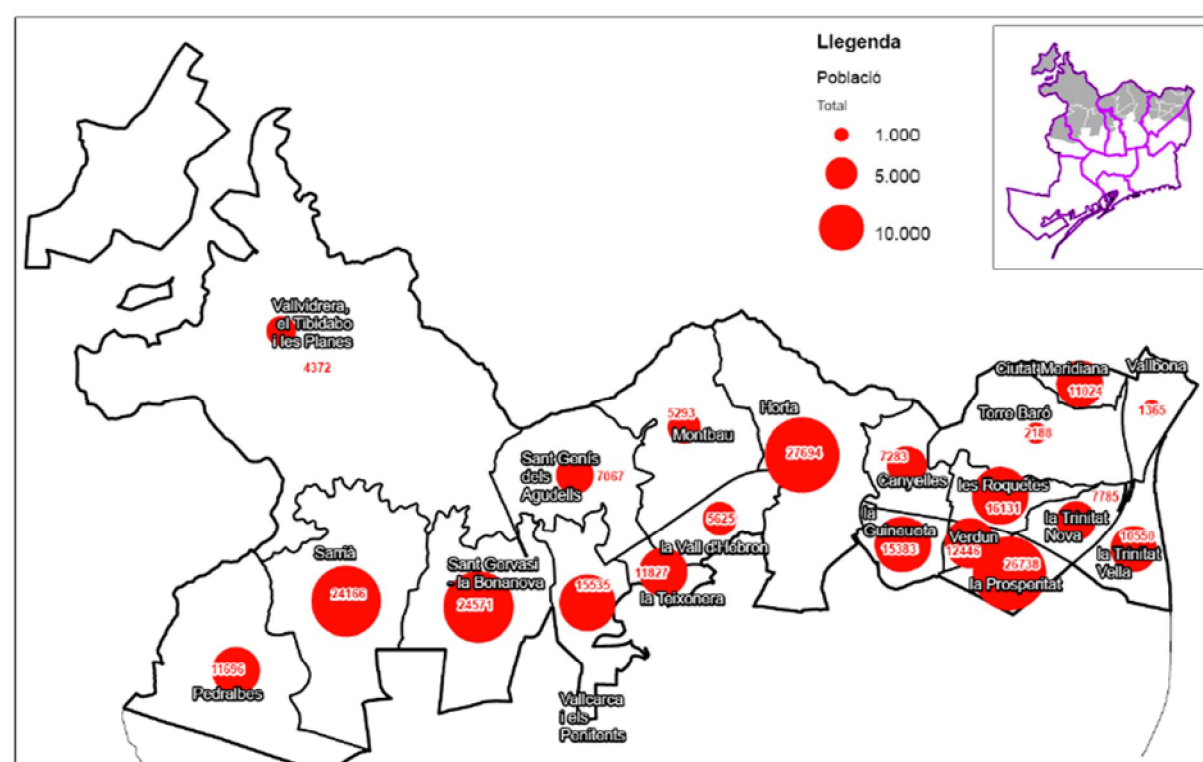 Llegenda
Població
Total
1.000
5.000
10.000
Vallvidrera,
el Tibidabo
i les Planes
4372
Ciutat Meridiana
11024
Vallbona
1365
Torre Baró
2188
5293
Montbau
Horta
27694
Sant Genís
dels
Agudells
7067
7283
Canyelles
les Roquetes
16131
7785
la Trinitat
Nova
5625
la Vall d'Hebron
la
Guineueta
15383
Verdun
12446
26738
la Prosperitat
10550
la Trinitat
Vella
Sarrià
24166
Sant Gervasi
- la Bonanova
24571
15535
11827
la Teixonera
11696
Pedralbes
Vallcarca
i els
Penitents